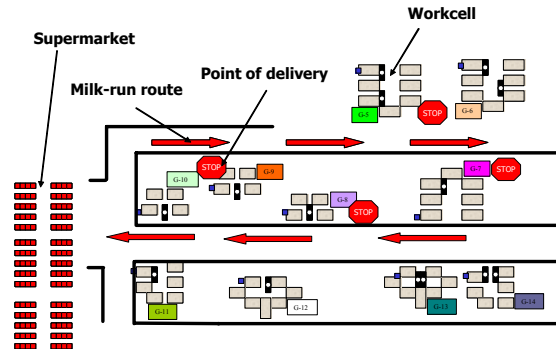 Supermarket
Workcell
Point of delivery
Milk-run route
G-5
STOP
G-6
G-10
STOP
G-9
G-7
STOP
G-8
STOP
G-11
G-12
G-13
G-14